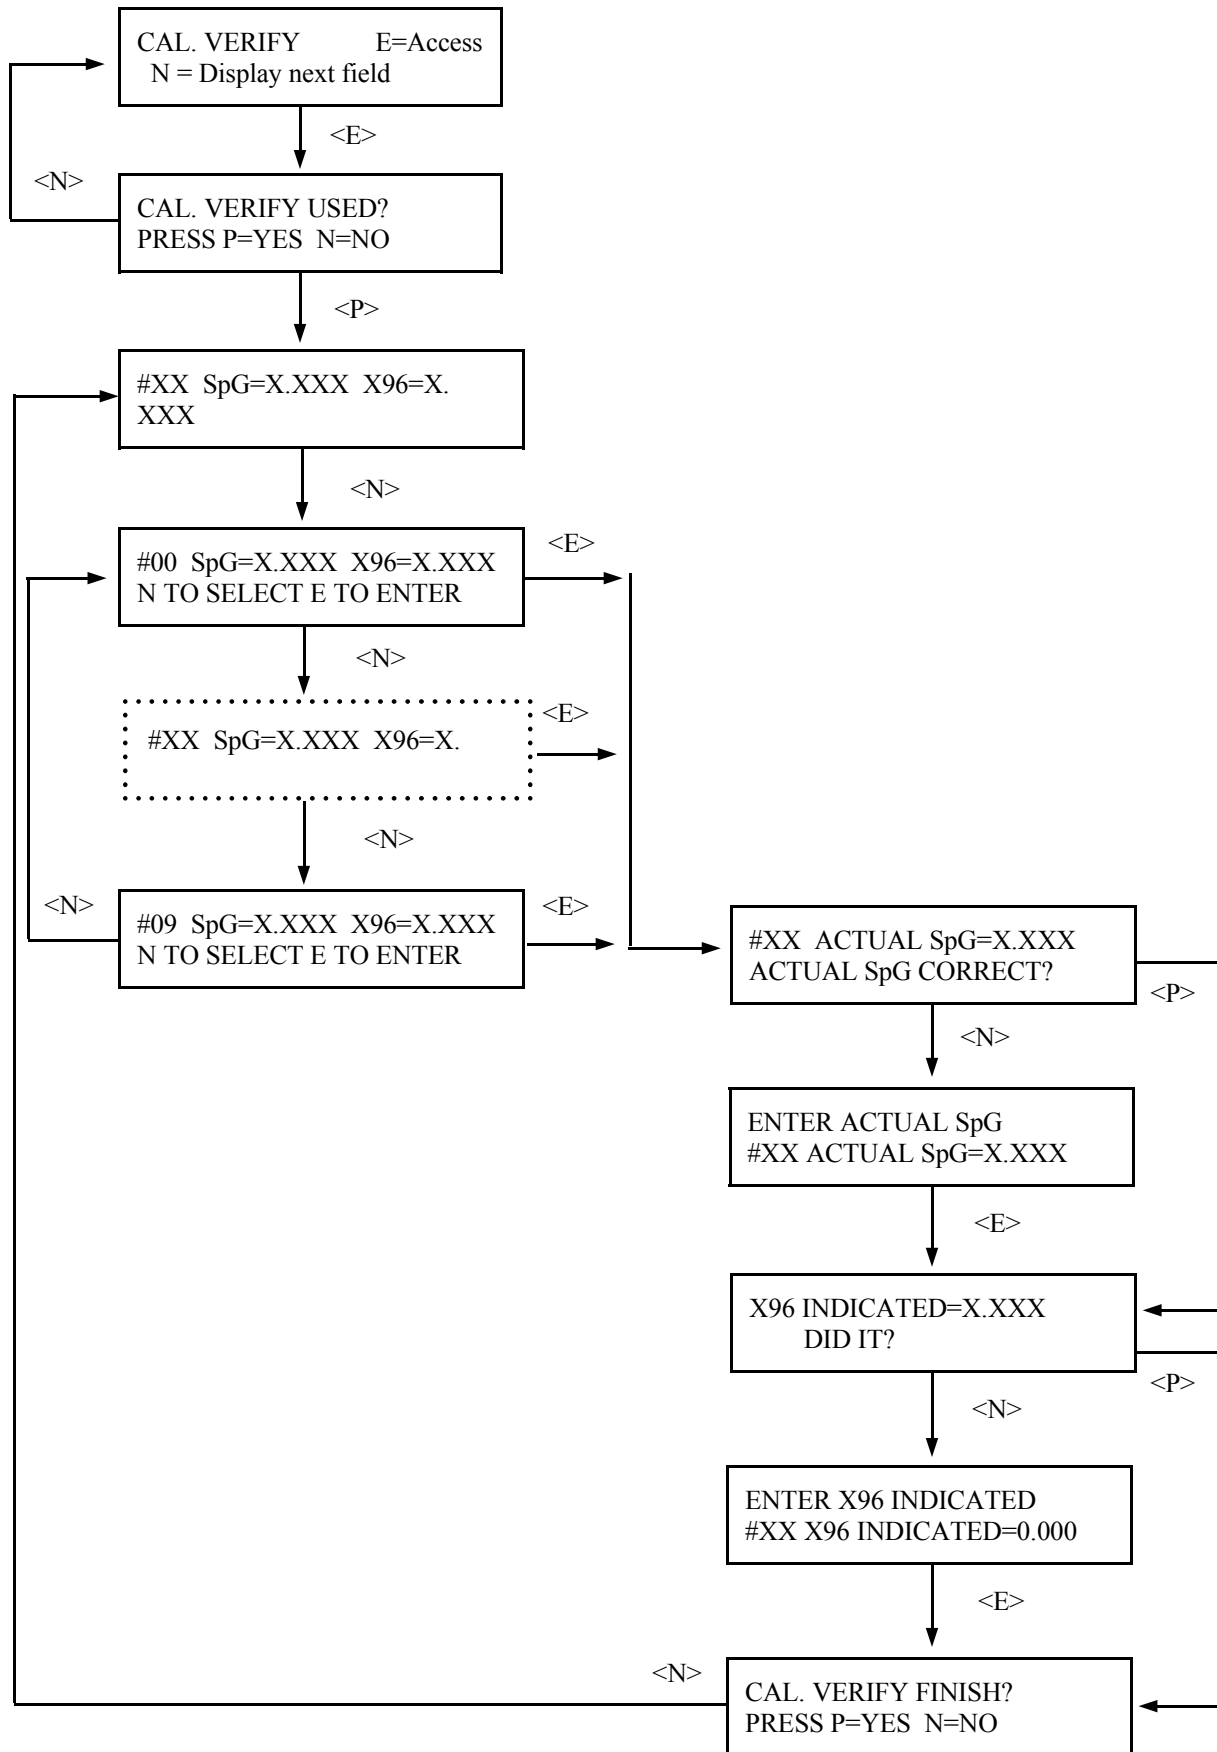 CAL. VERIFY E=Access
N = Display next field
<E>
<N>
CAL. VERIFY USED?
PRESS P=YES N=NO
<P>
#XX SpG=X.XXX X96=X.
XXX
<N>
#00 SpG=X.XXX X96=X.XXX
N TO SELECT E TO ENTER
<E>
<N>
#XX SpG=X.XXX X96=X.
<E>
<N>
<N>
#09 SpG=X.XXX X96=X.XXX
N TO SELECT E TO ENTER
<E>
#XX ACTUAL SpG=X.XXX
ACTUAL SpG CORRECT?
<P>
<N>
ENTER ACTUAL SpG
#XX ACTUAL SpG=X.XXX
<E>
X96 INDICATED=X.XXX
DID IT?
<P>
<N>
ENTER X96 INDICATED
#XX X96 INDICATED=0.000
<E>
<N>
CAL. VERIFY FINISH?
PRESS P=YES N=NO